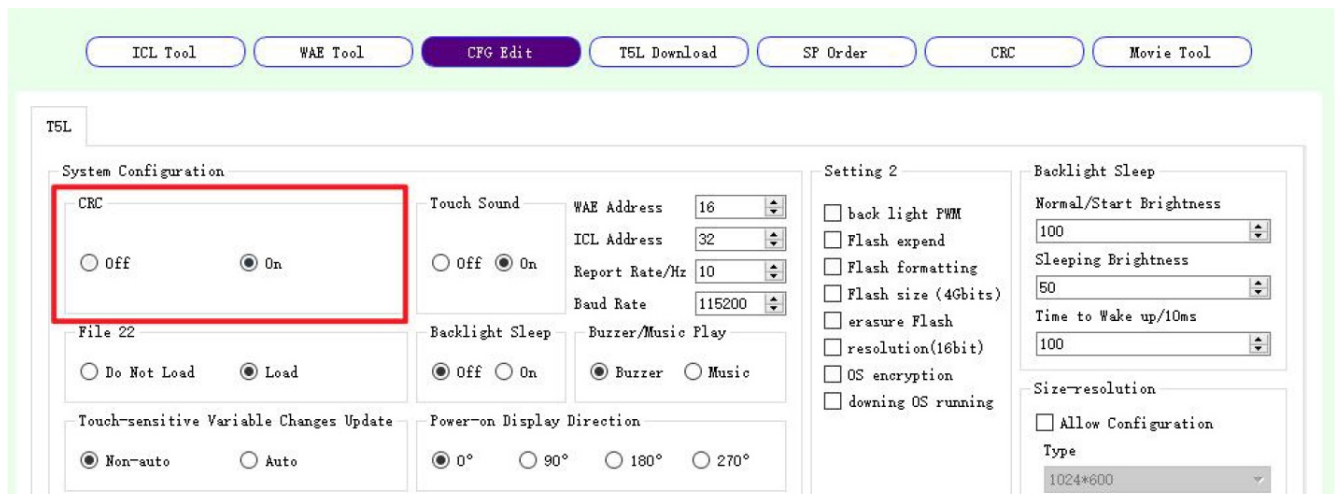 ICL Tool
WAE Tool
CFG Edit
T5L Download
SP Order
CRC
Movie Tool
T5L
System Configuration
CRC
Off
On
Touch Sound
Off
On
WAE Address
16
ICL Address
32
Report Rate/Hz
10
Baud Rate
115200
File 22
Do Not Load
Load
Backlight Sleep
Off
On
Buzzer/Music Play
Buzzer
Music
Touch-sensitive Variable Changes Update
Non-auto
Auto
Power-on Display Direction
0°
90°
180°
270°
Setting 2
back light PWM
Flash expend
Flash formatting
Flash size (4Gbits)
erasure Flash
resolution(16bit)
OS encryption
downing OS running
Backlight Sleep
Normal/Start Brightness
100
Sleeping Brightness
50
Time to Wake up/10ms
100
Size-resolution
Allow Configuration
Type
1024*600